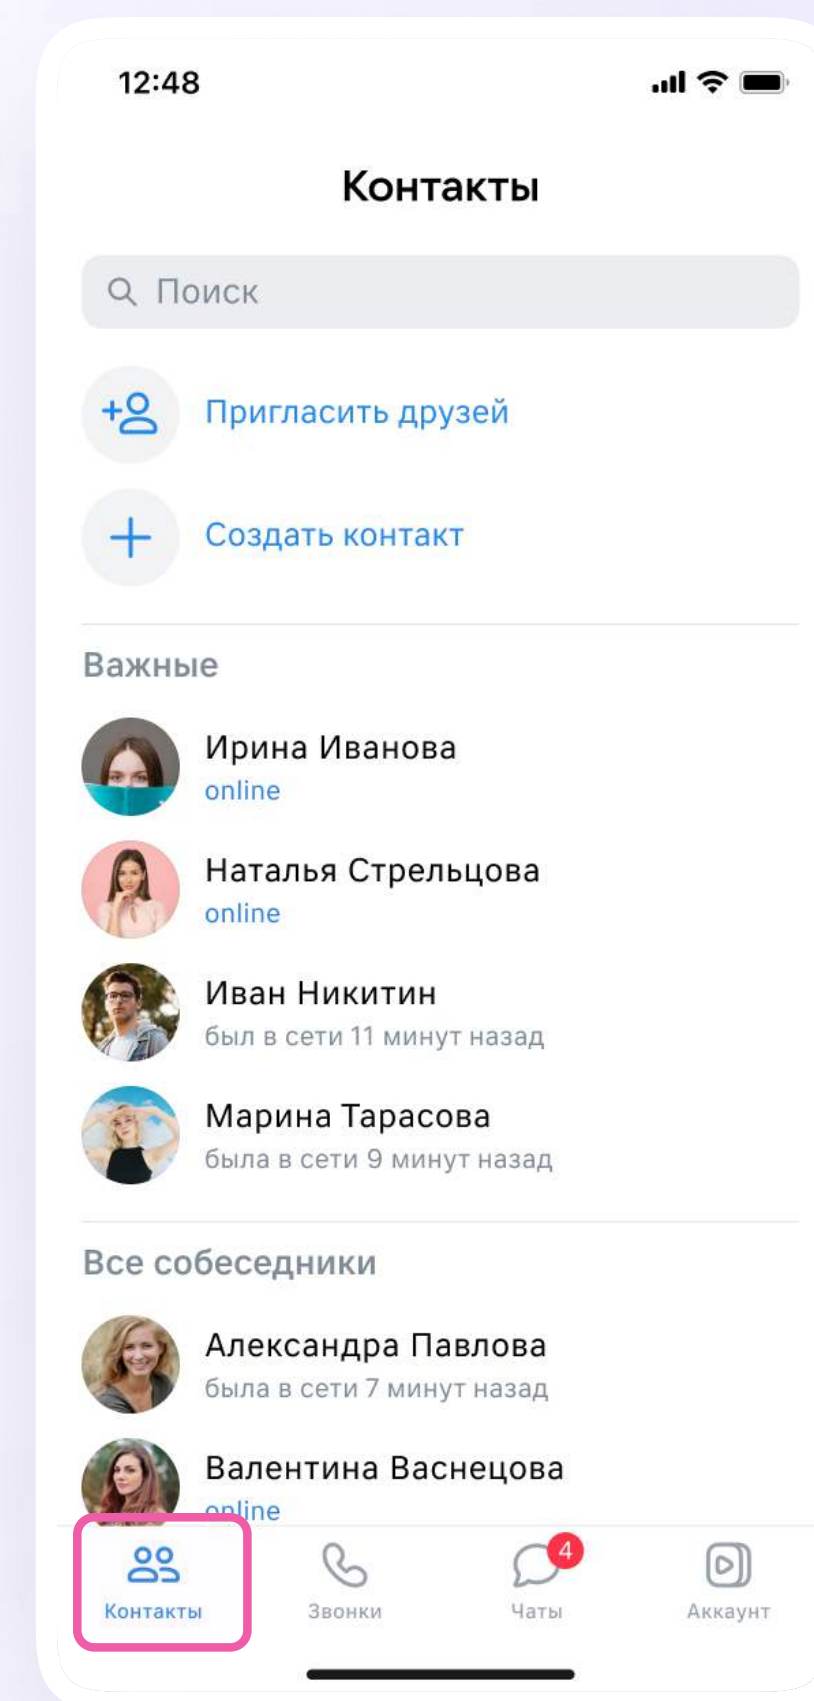 12:48
Контакты
Поиск
Пригласить друзей
Создать контакт
Важные
Ирина Иванова
online
Наталья Стрельцова
online
Иван Никитин
был в сети 11 минут назад
Марина Тарасова
была в сети 9 минут назад
Все собеседники
Александра Павлова
была в сети 7 минут назад
Валентина Васнецова
online
4
Контакты Звонки Чаты Аккаунт